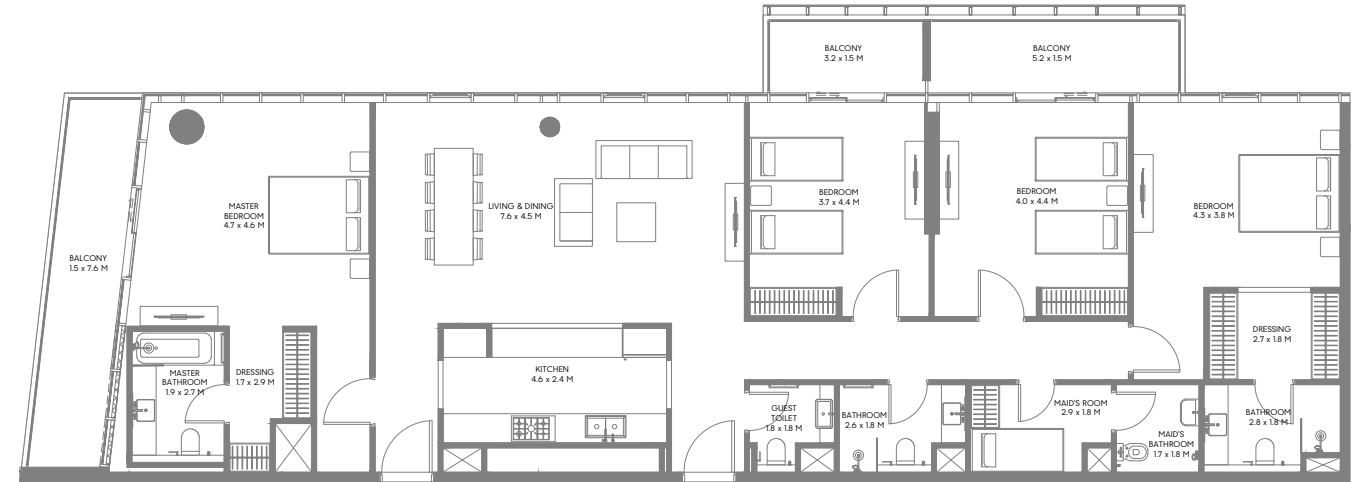 BALCONY
3.2 x 1.5 M
BALCONY
5.2 x 1.5 M
MASTER
BEDROOM
4.7 x 4.6 M
LIVING & DINING
7.6 x 4.5 M
BEDROOM
3.7 x 4.4 M
BEDROOM
4.0 x 4.4 M
BEDROOM
4.3 x 3.8 M
BALCONY
1.5 x 7.6 M
MASTER
BATHROOM
1.9 x 2.7 M
DRESSING
1.7 x 2.9 M
KITCHEN
4.6 x 2.4 M
DRESSING
2.7 x 1.8 M
GUEST
TOILET
1.8 x 1.8 M
BATHROOM
2.6 x 1.8 M
MAID'S ROOM
2.9 x 1.8 M
MAID'S
BATHROOM
1.7 x 1.8 M
BATHROOM
2.8 x 1.8 M